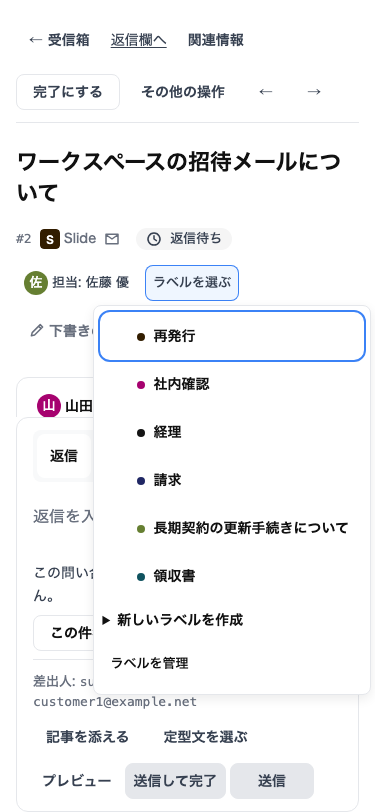 ← 受信箱 返信欄へ 関連情報
完了にする その他の操作 ← →
ワークスペースの招待メールにつ
いて
#2 S Slide 返信待ち
佐 担当: 佐藤 優 ラベルを選ぶ
下書き
再発行
社内確認
山 山田
経理
返信
請求
返信を入
長期契約の更新手続きについて
この問い
領収書
ん。
新しいラベルを作成
この件
ラベルを管理
差出人: su
customer1@example.net
記事を添える 定型文を選ぶ
プレビュー 送信して完了 送信